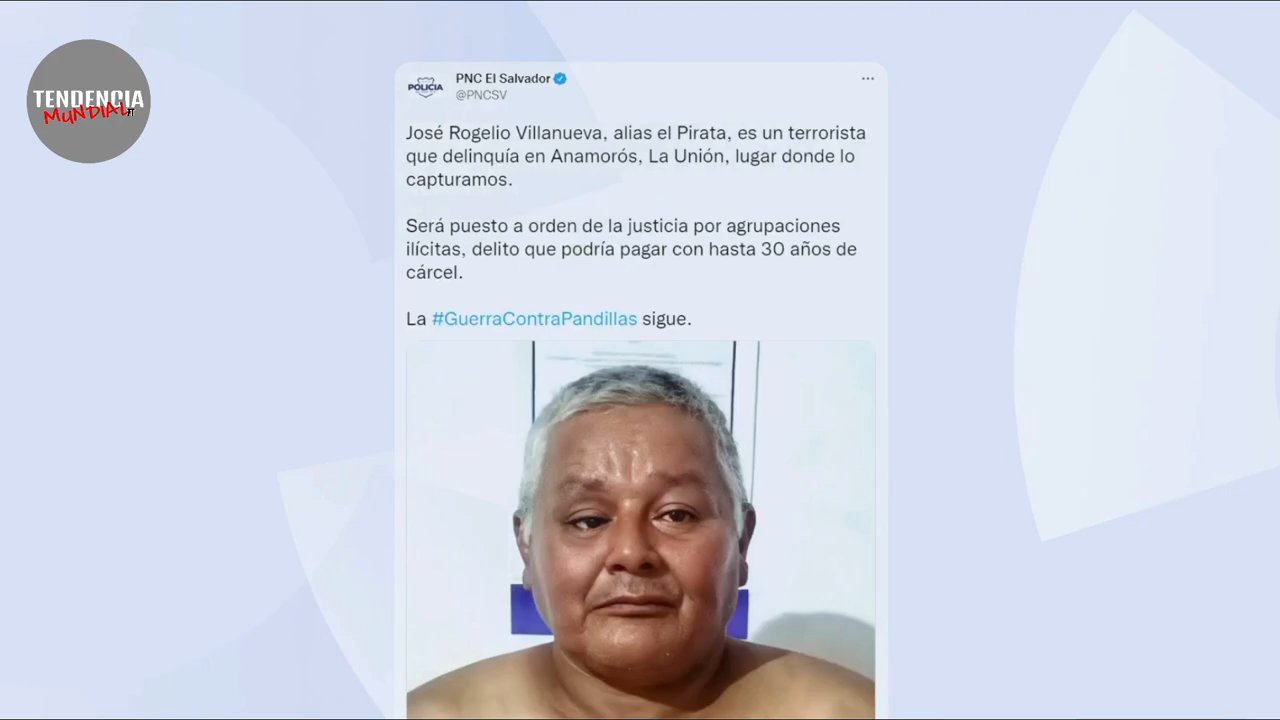 TENDENCIA
MUNDIAL
PNC El Salvador
POLICIA
@PNCSV
José Rogelio Villanueva, alias el Pirata, es un terrorista
que delinquía en Anamorós, La Unión, lugar donde lo
capturamos.
Será puesto a orden de la justicia por agrupaciones
ilícitas, delito que podría pagar con hasta 30 años de
cárcel.
La #GuerraContraPandillas sigue.